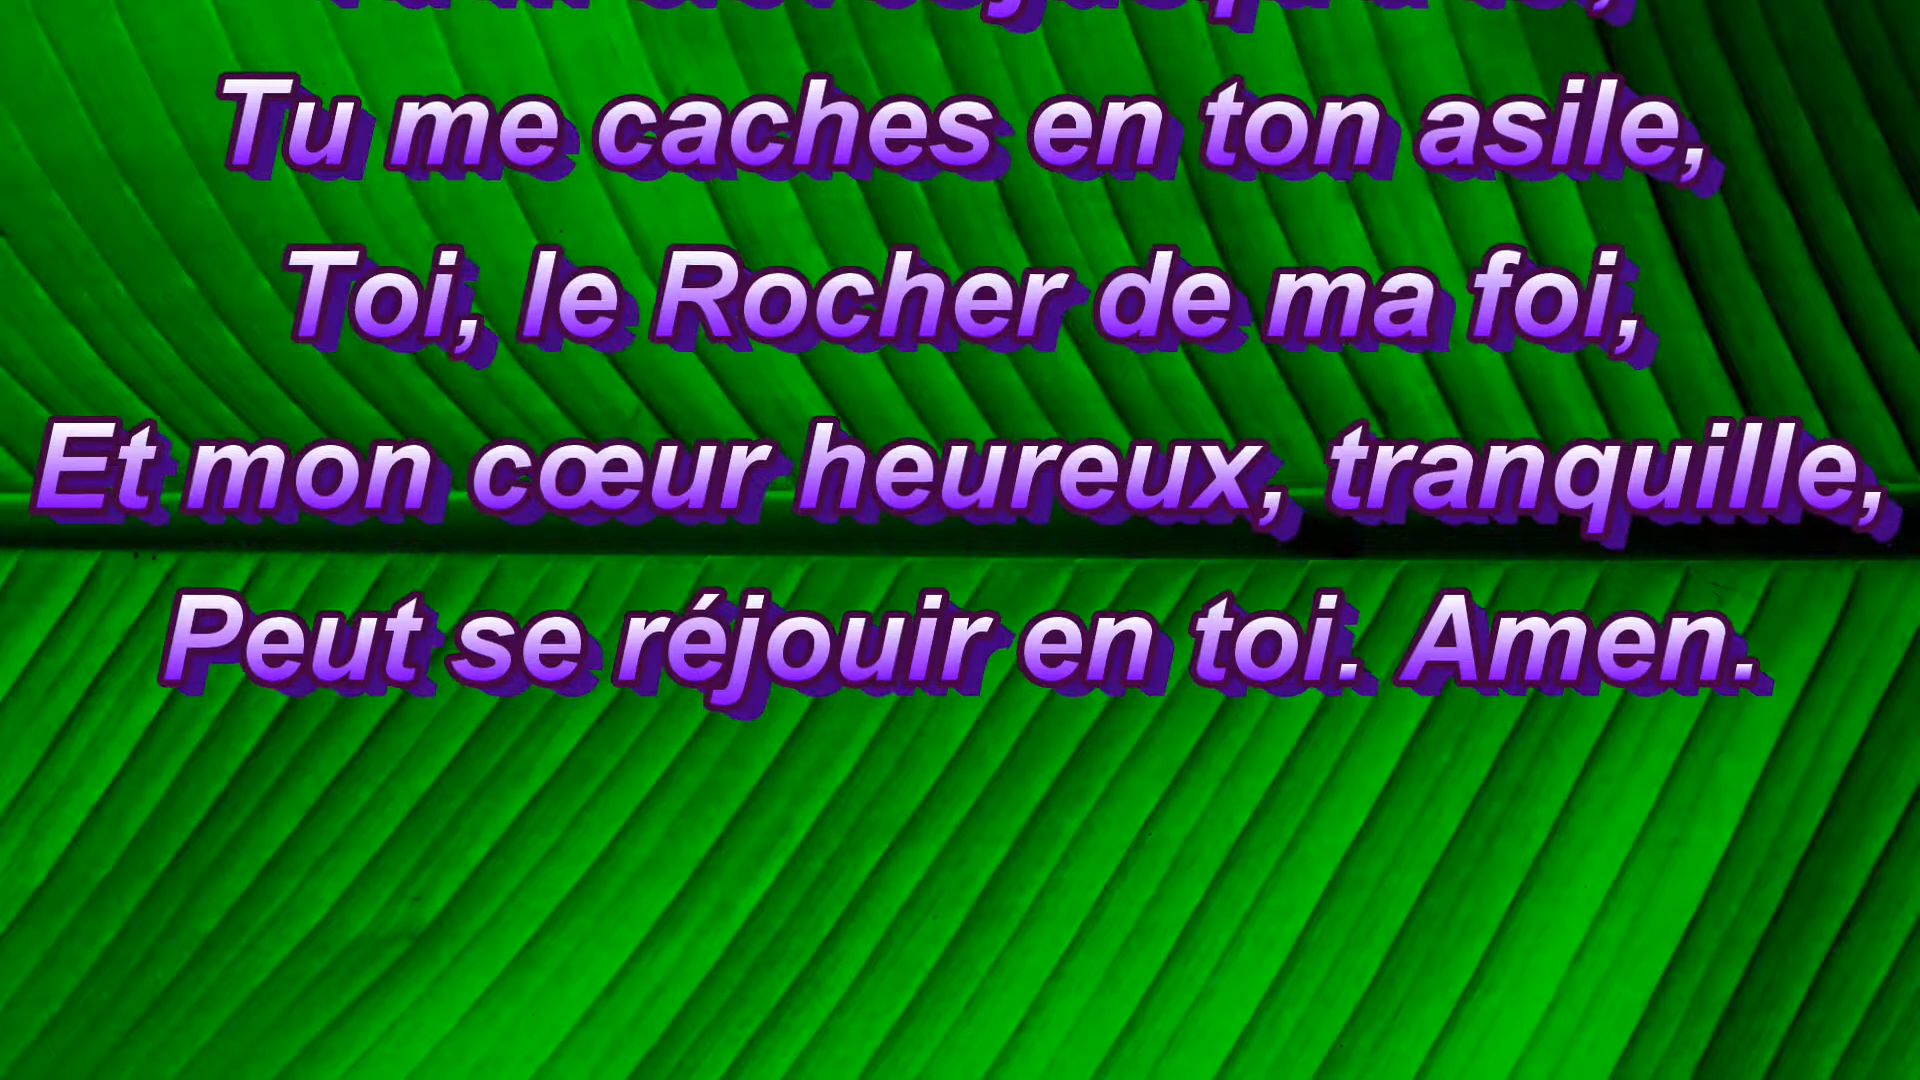 Tu me caches en ton asile,
Toi, le Rocher de ma foi,
Et mon cœur heureux, tranquille,
Peut se réjouir en toi. Amen.